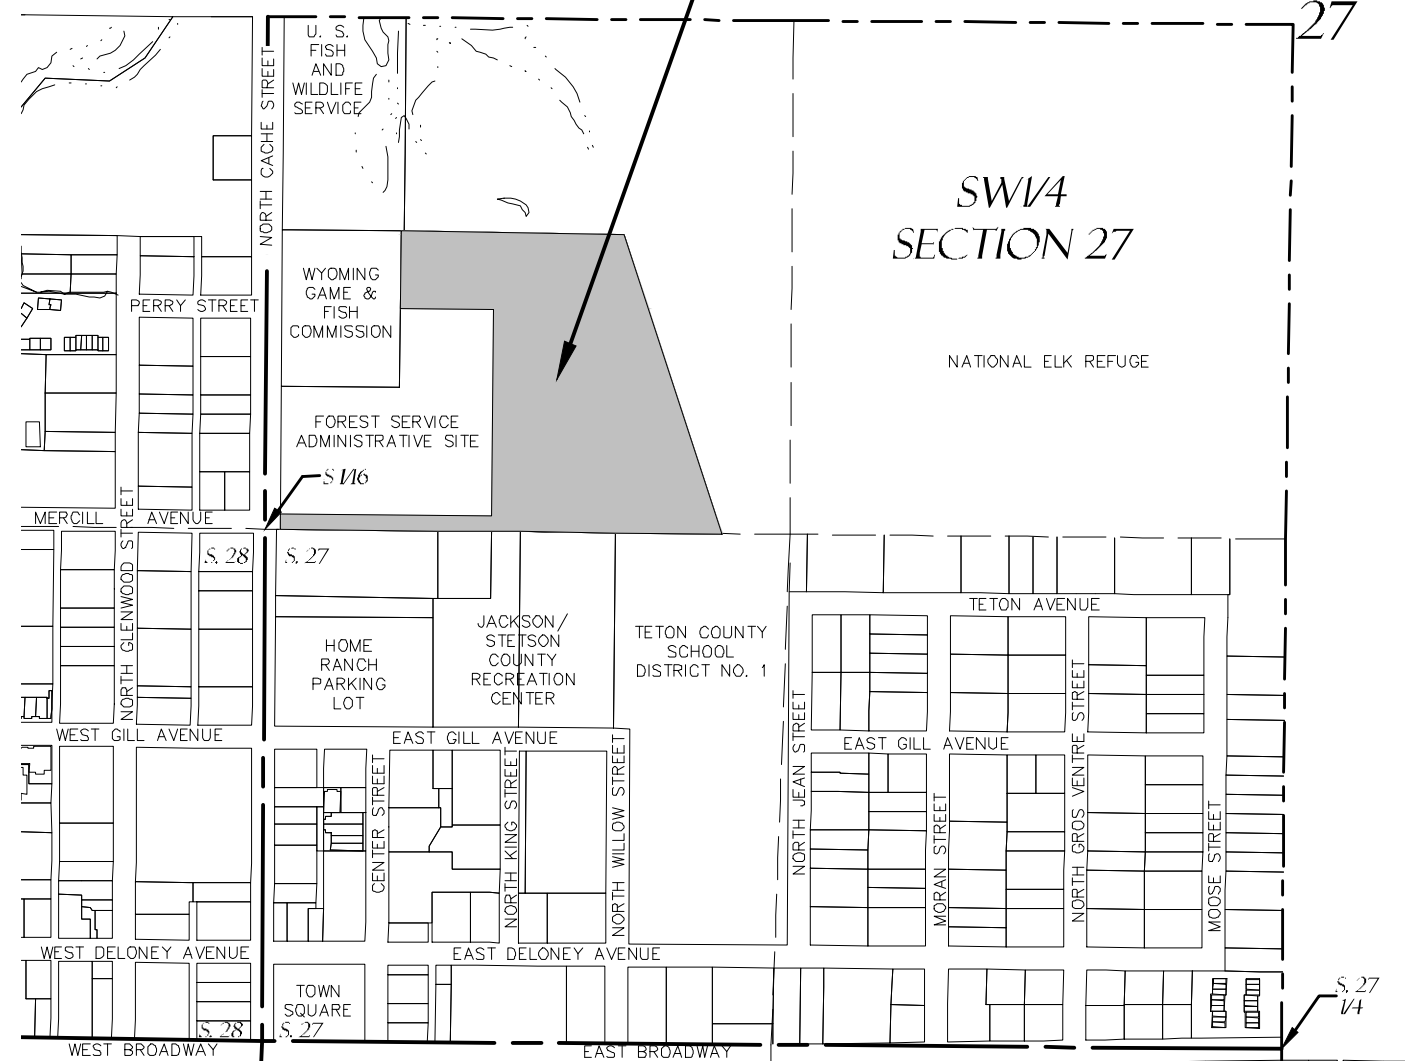 27
U. S.
FISH
AND
WILDLIFE
SERVICE
NORTH CACHE STREET
SW1/4
SECTION 27
WYOMING
GAME &
FISH
COMMISSION
PERRY STREET
NATIONAL ELK REFUGE
FOREST SERVICE
ADMINISTRATIVE SITE
S 1/16
MERCILL AVENUE
NORTH GLENWOOD STREET
S. 28
S. 27
TETON AVENUE
HOME
RANCH
PARKING
LOT
JACKSON/
STETSON
COUNTY
RECREATION
CENTER
TETON COUNTY
SCHOOL
DISTRICT NO. 1
WEST GILL AVENUE
EAST GILL AVENUE
EAST GILL AVENUE
CENTER STREET
NORTH KING STREET
NORTH WILLOW STREET
NORTH JEAN STREET
MORAN STREET
NORTH GROS VENTRE STREET
MOOSE STREET
WEST DELONEY AVENUE
EAST DELONEY AVENUE
TOWN
SQUARE
S. 28
S. 27
S. 27
1/4
WEST BROADWAY
EAST BROADWAY